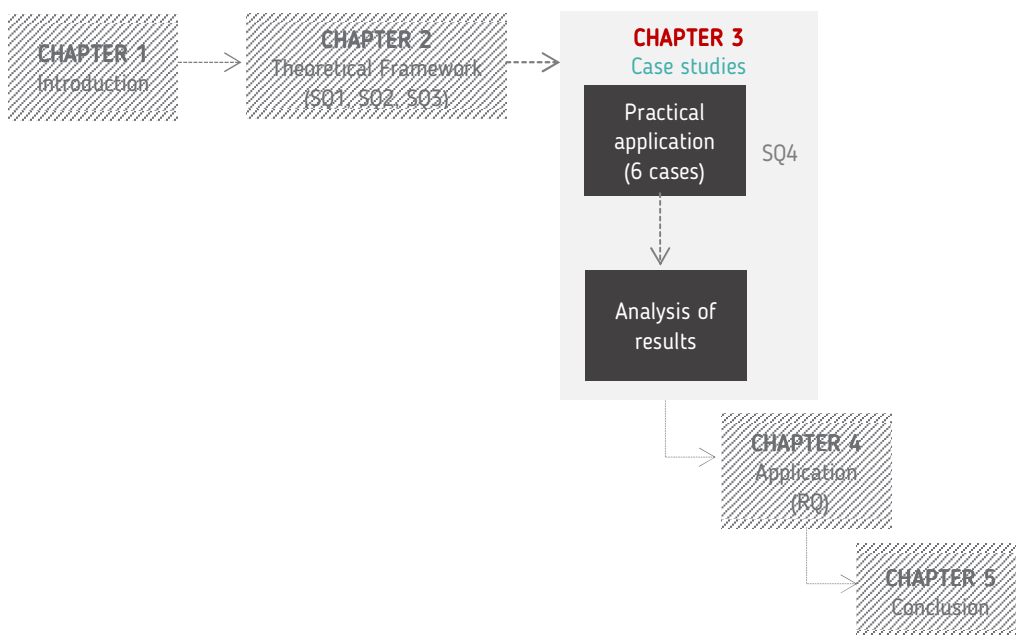 CHAPTER 1
Introduction
CHAPTER 2
Theoretical Framework
(SQ1, SQ2, SQ3)
CHAPTER 3
Case studies
Practical
application
(6 cases)
SQ4
Analysis of
results
CHAPTER 4
Application
(RQ)
CHAPTER 5
Conclusion